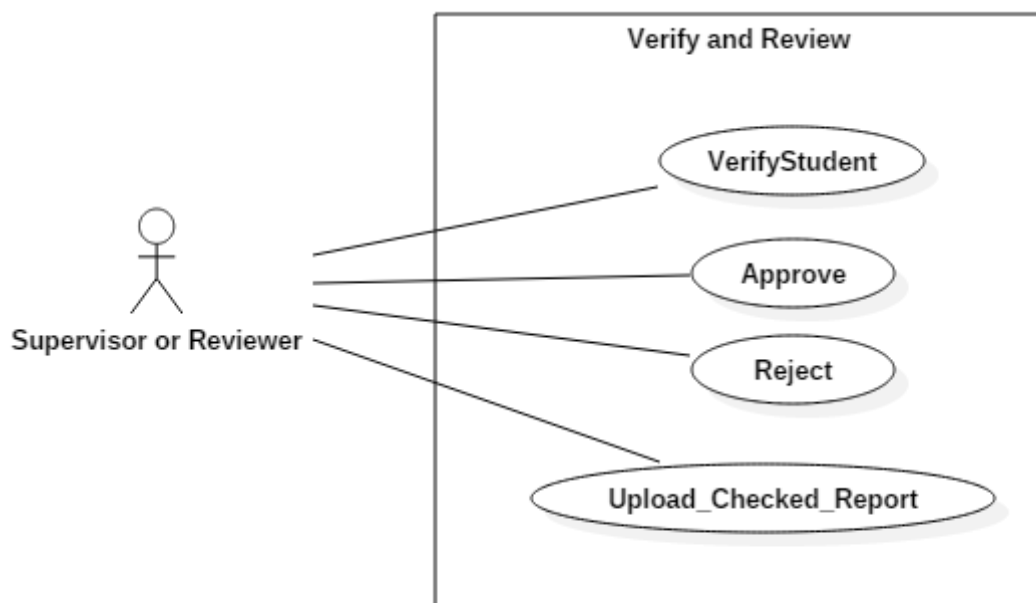 Verify and Review
VerifyStudent
Approve
Supervisor or Reviewer
Reject
Upload_Checked_Report